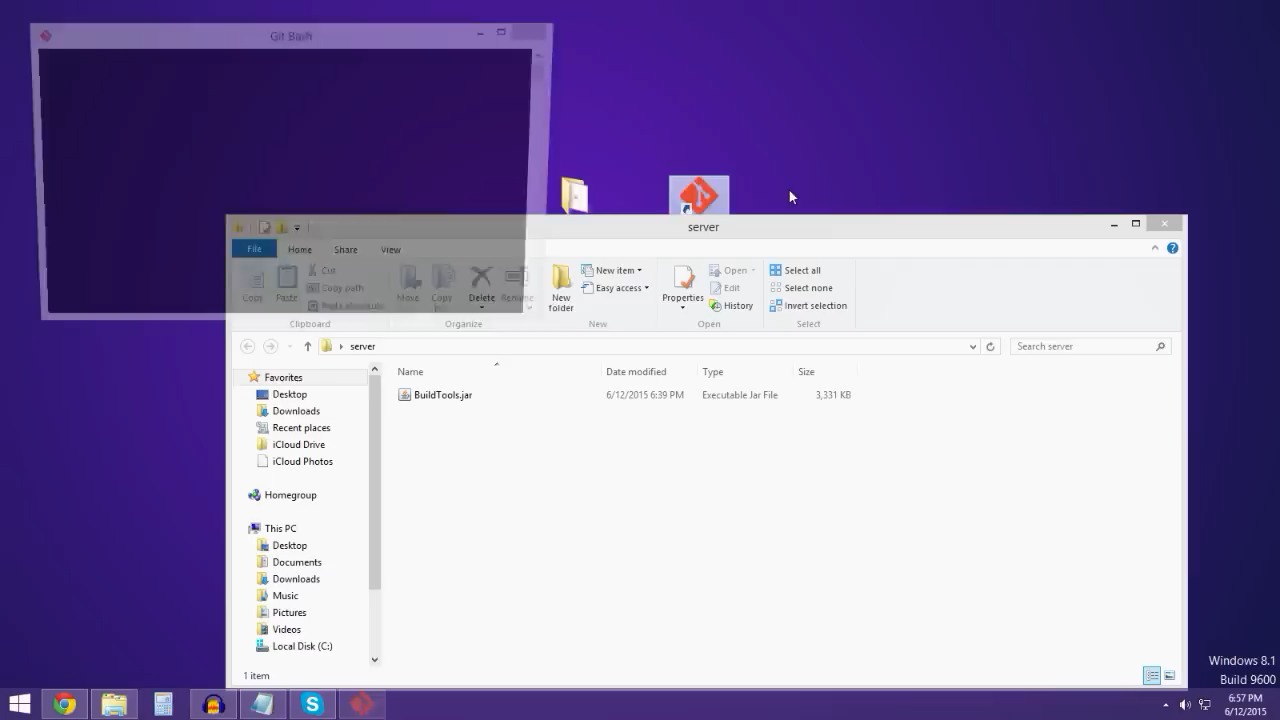 Git Bash
server
File Home Share View
Cut
Copy path
Copy Paste Move Copy Delete Rename
New folder
New item
Easy access
Properties
Open
Edit
History
Select all
Select none
Invert selection
Clipboard Organize New Open Select
server
Search server
Name Date modified Type Size
BuildTools.jar 6/12/2015 6:39 PM Executable Jar File 3,331 KB
Favorites
Desktop
Downloads
Recent places
iCloud Drive
iCloud Photos
Homegroup
This PC
Desktop
Documents
Downloads
Music
Pictures
Videos
Local Disk (C:)
1 item
Windows 8.1
Build 9600
6:57 PM
6/12/2015